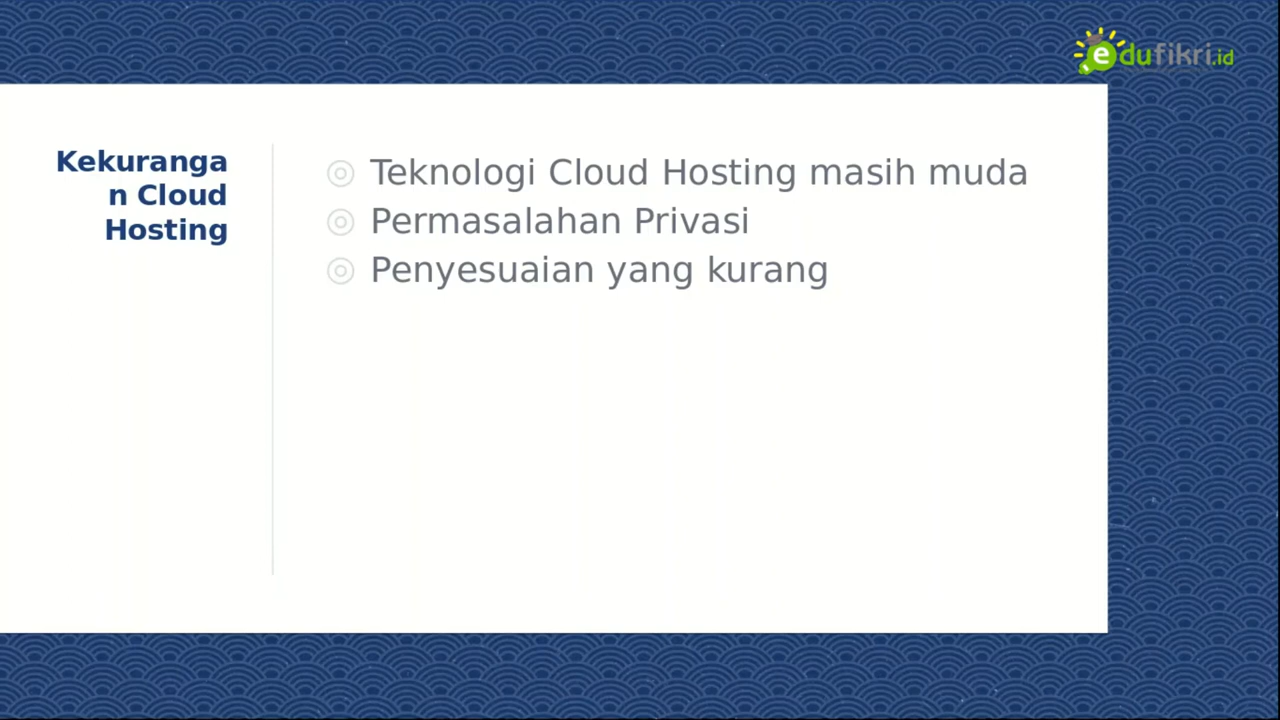 edufikri.id
Kekuranga
n Cloud
Hosting
Teknologi Cloud Hosting masih muda
Permasalahan Privasi
Penyesuaian yang kurang